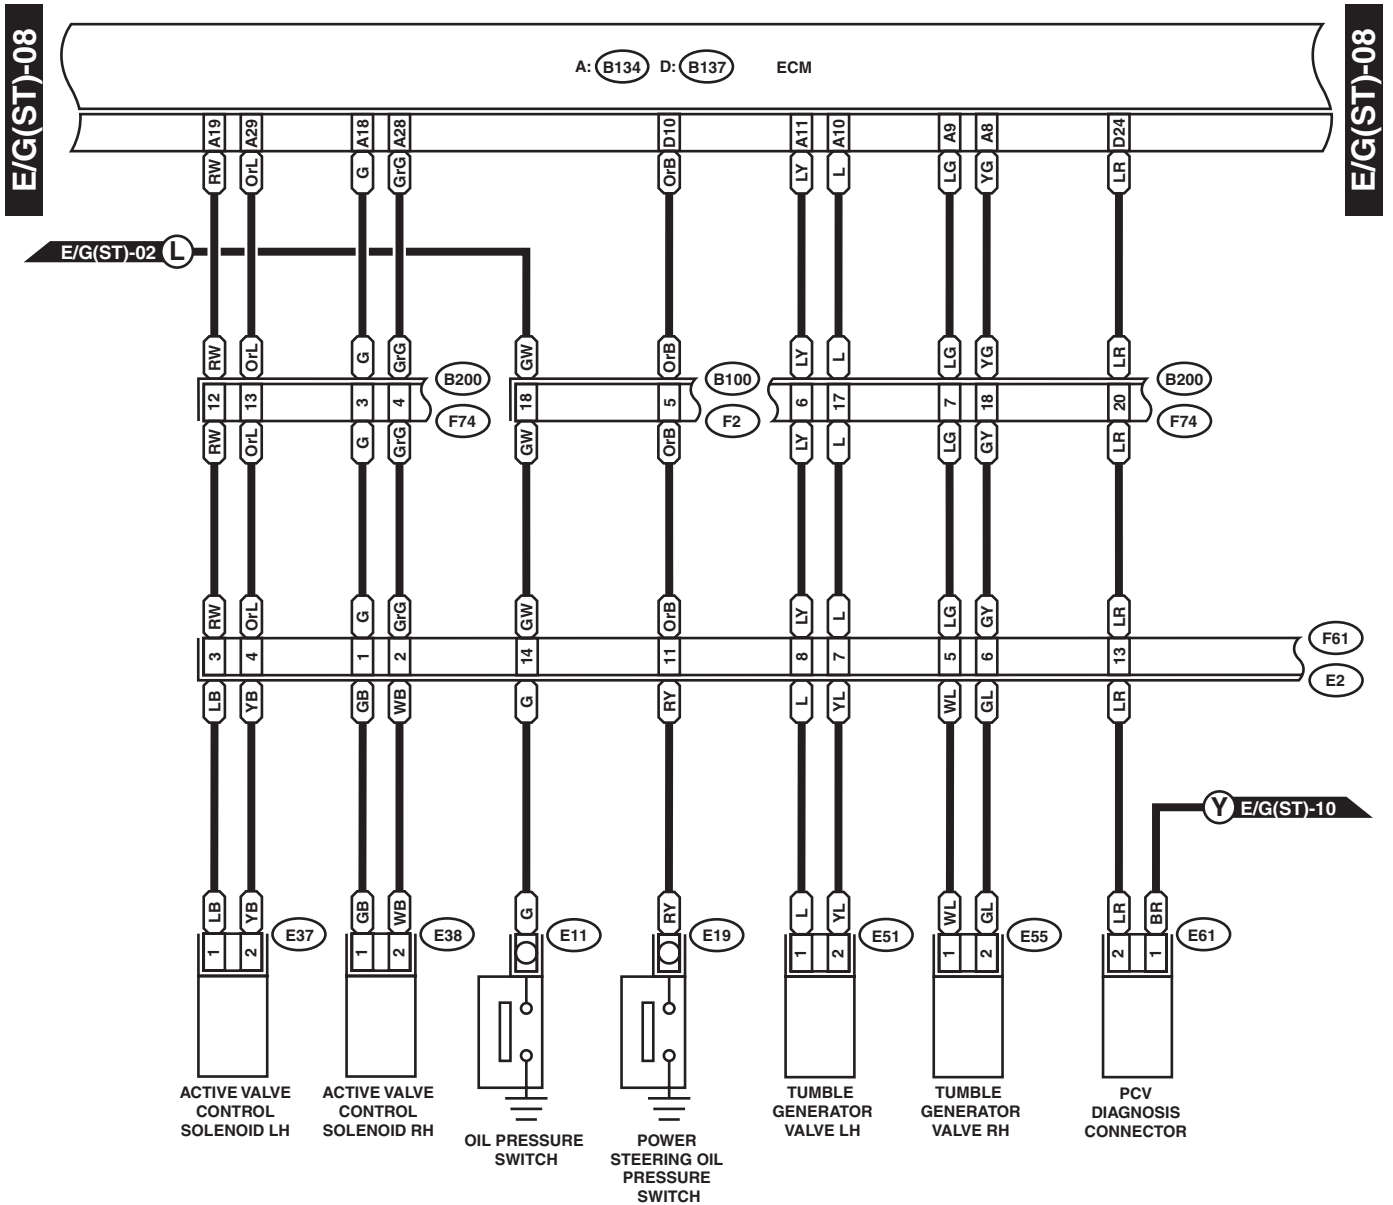 E/G(ST)-08
E/G(ST)-08
A: B134 D: B137 ECM
A19 A29 A18 A28 D10 A11 A10 A9 A8 D24
RW OrL G GrG OrB LY L LG YG LR
E/G(ST)-02 L
RW OrL G GrG GW OrB LY L LG YG LR
B200 B100 B200
12 13 3 4 18 5 6 17 7 18 20
F74 F2 F74
RW OrL G GrG GW OrB LY L LG GY LR
RW OrL G GrG GW OrB LY L LG GY LR
F61
3 4 1 2 14 11 8 7 5 6 13
E2
LB YB GB WB G RY L YL WL GL LR
Y E/G(ST)-10
LB YB GB WB G RY L YL WL GL LR BR
E37 E38 E11 E19 E51 E55 E61
1 2 1 2 1 2 1 2 2 1
ACTIVE VALVE
CONTROL
SOLENOID LH
ACTIVE VALVE
CONTROL
SOLENOID RH
OIL PRESSURE
SWITCH
POWER
STEERING OIL
PRESSURE
SWITCH
TUMBLE
GENERATOR
VALVE LH
TUMBLE
GENERATOR
VALVE RH
PCV
DIAGNOSIS
CONNECTOR